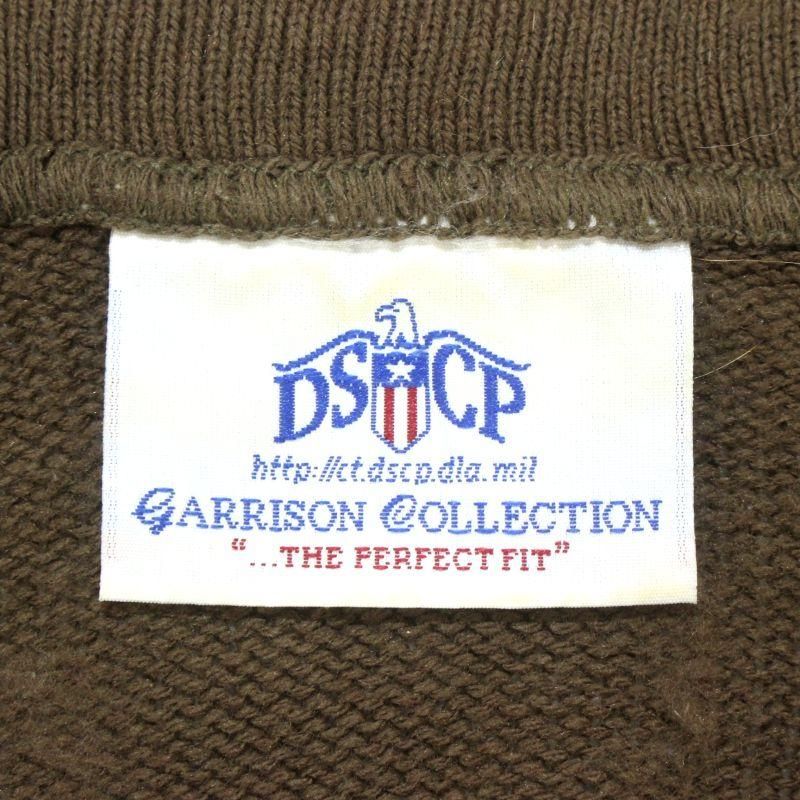 DSCP
http://ct.dscp.dla.mil
GARRISON COLLECTION
"...THE PERFECT FIT"